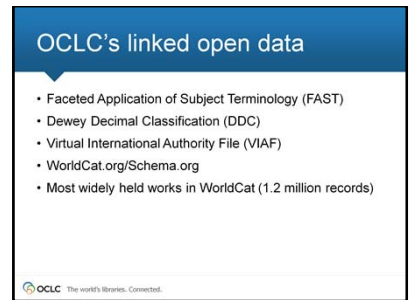 OCLC's linked open data
• Faceted Application of Subject Terminology (FAST)
• Dewey Decimal Classification (DDC)
• Virtual International Authority File (VIAF)
• WorldCat.org/Schema.org
• Most widely held works in WorldCat (1.2 million records)
OCLC The world's libraries. Connected.